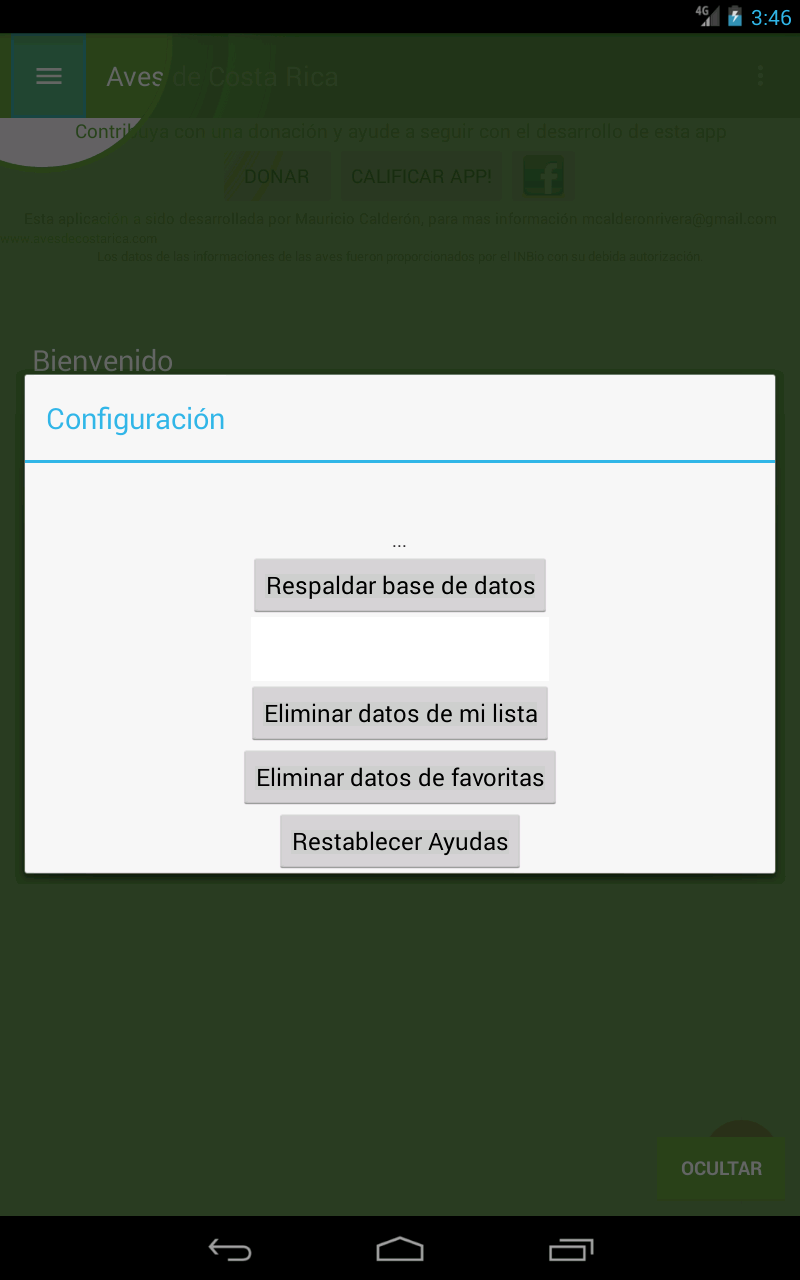 4G 3:46
Aves de Costa Rica
Contribuya con una donación y ayude a seguir con el desarrollo de esta app
DONAR CALIFICAR APP!
Esta aplicacion a sido desarrollada por Mauricio Calderón, para mas información mcalderonrivera@gmail.com
www.avesdecostarica.com
Los datos de las informaciones de las aves fueron proporcionados por el INBio con su debida autorización
Bienvenido
Configuración
...
Respaldar base de datos
Eliminar datos de mi lista
Eliminar datos de favoritas
Restablecer Ayudas
OCULTAR